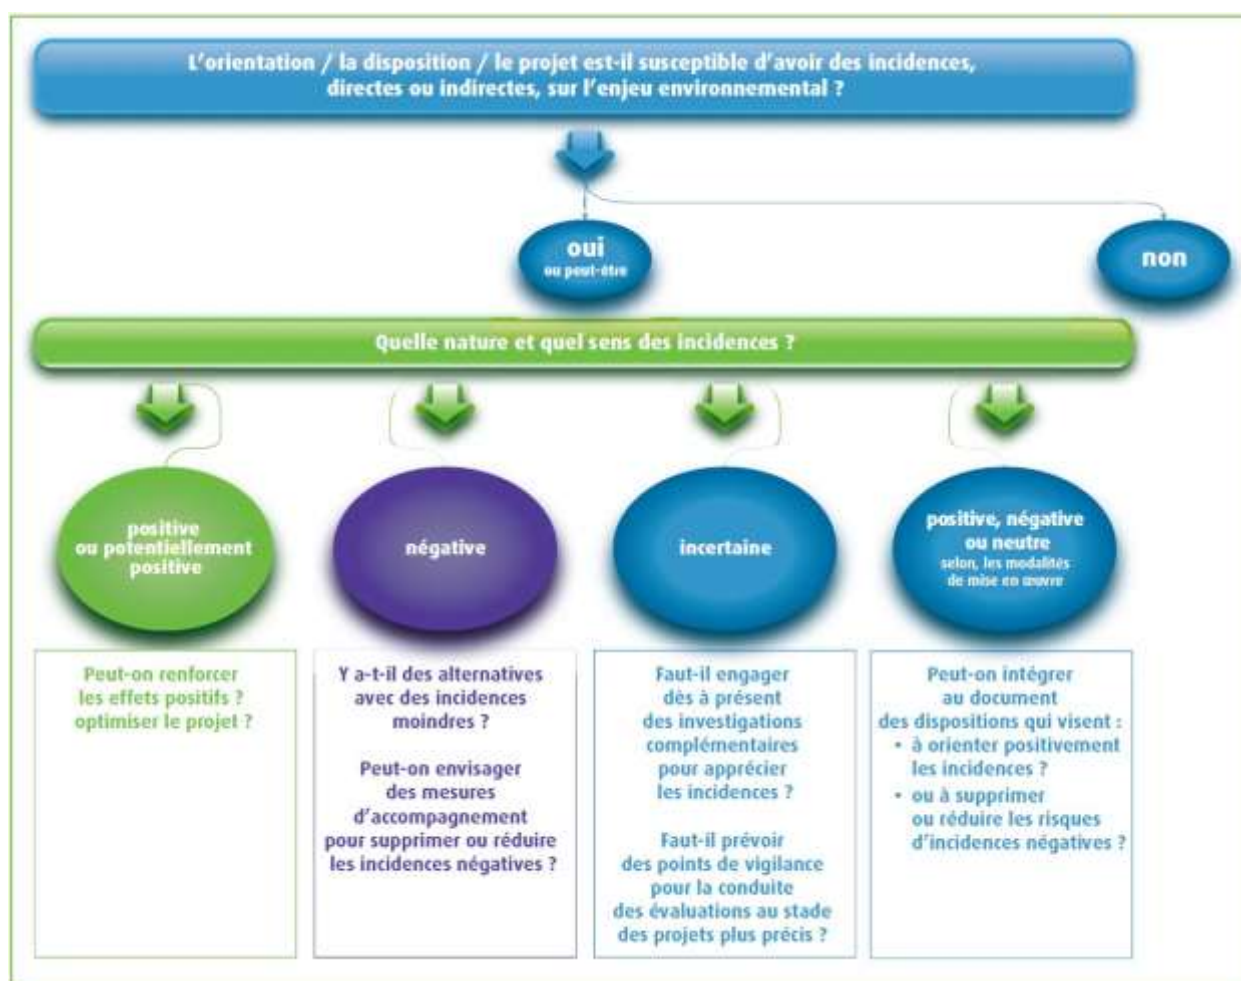 L'orientation / la disposition / le projet est-il susceptible d'avoir des incidences,
directes ou indirectes, sur l'enjeu environnemental ?
oui
ou peut-être
non
Quelle nature et quel sens des incidences ?
positive
ou potentiellement
positive
négative
incertaine
positive, négative
ou neutre
selon, les modalités
de mise en œuvre
Peut-on renforcer
les effets positifs ?
optimiser le projet ?
Y a-t-il des alternatives
avec des incidences
moindres ?
Peut-on envisager
des mesures
d'accompagnement
pour supprimer ou réduire
les incidences négatives ?
Faut-il engager
dès à présent
des investigations
complémentaires
pour apprécier
les incidences ?
Faut-il prévoir
des points de vigilance
pour la conduite
des évaluations au stade
des projets plus précis ?
Peut-on intégrer
au document
des dispositions qui visent :
• à orienter positivement
les incidences ?
• ou à supprimer
ou réduire les risques
d'incidences négatives ?